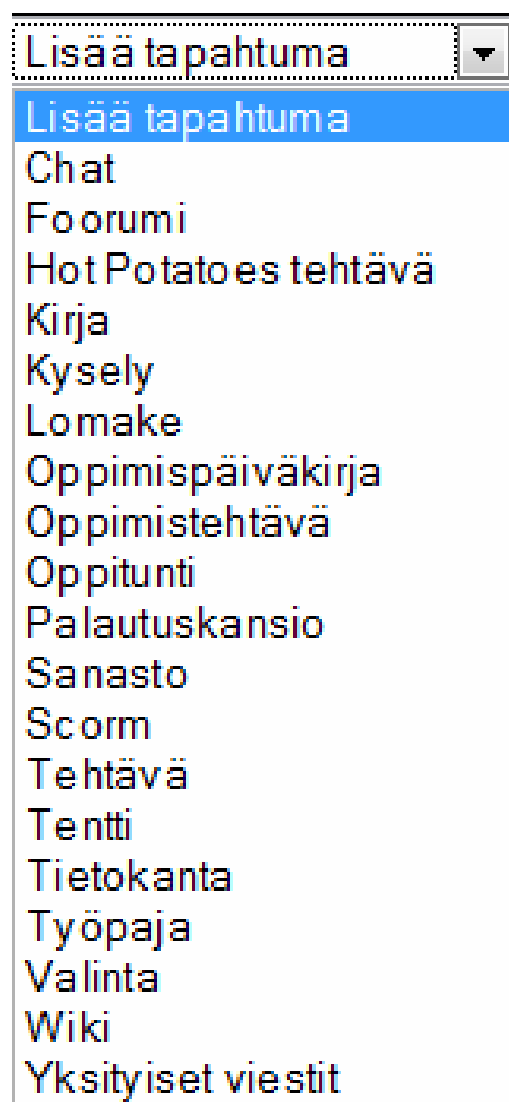 Lisää tapahtuma
Lisää tapahtuma
Chat
Foorumi
Hot Potatoes tehtävä
Kirja
Kysely
Lomake
Oppimispäiväkirja
Oppimistehtävä
Oppitunti
Palautuskansio
Sanasto
Scorm
Tehtävä
Tentti
Tietokanta
Työpaja
Valinta
Wiki
Yksityiset viestit